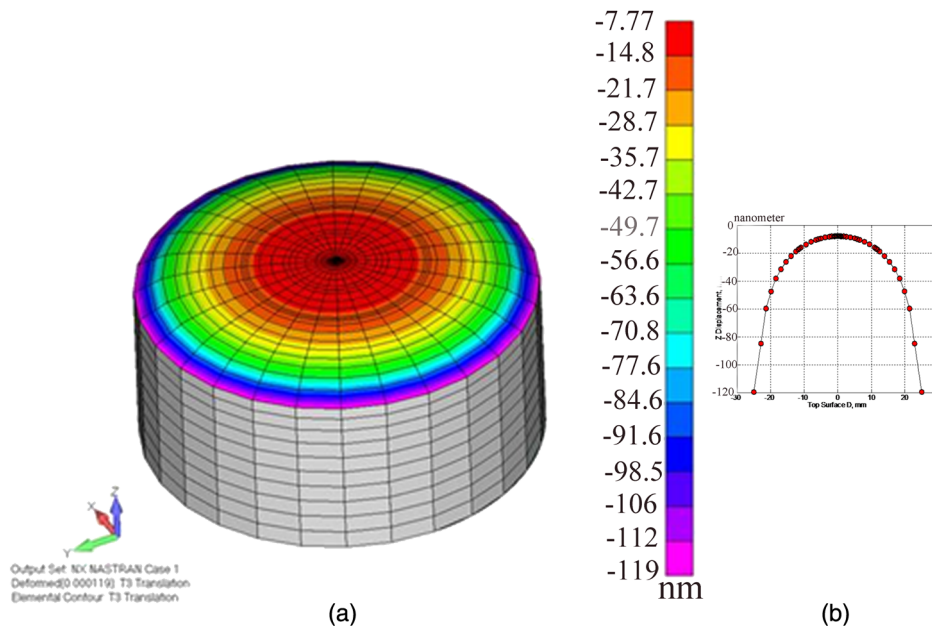 -7.77
-14.8
-21.7
-28.7
-35.7
-42.7
-49.7
-56.6
-63.6
-70.8
-77.6
-84.6
-91.6
-98.5
-106
-112
-119
nm
nanometer
0
-20
-40
-60
-80
-100
-120
Z Displacement,
-30 -20 -10 0 10 20
Top Surface D, mm
Z
X
Y
Output Set: NX NASTRAN Case 1
Deformed(0.000119): T3 Translation
Elemental Contour: T3 Translation
(a)
(b)